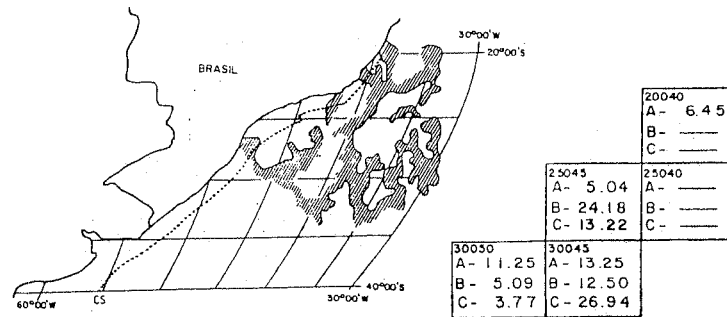 30°00'W
20°00'S
BRASIL
20040
A- 6.45
B- ——
C- ——
25045
A- 5.04
B- 24.18
C- 13.22
25040
A- ——
B- ——
C- ——
30050
A- 11.25
B- 5.09
C- 3.77
30045
A- 13.25
B- 12.50
C- 26.94
60°00'W
CS
30°00'W
40°00'S